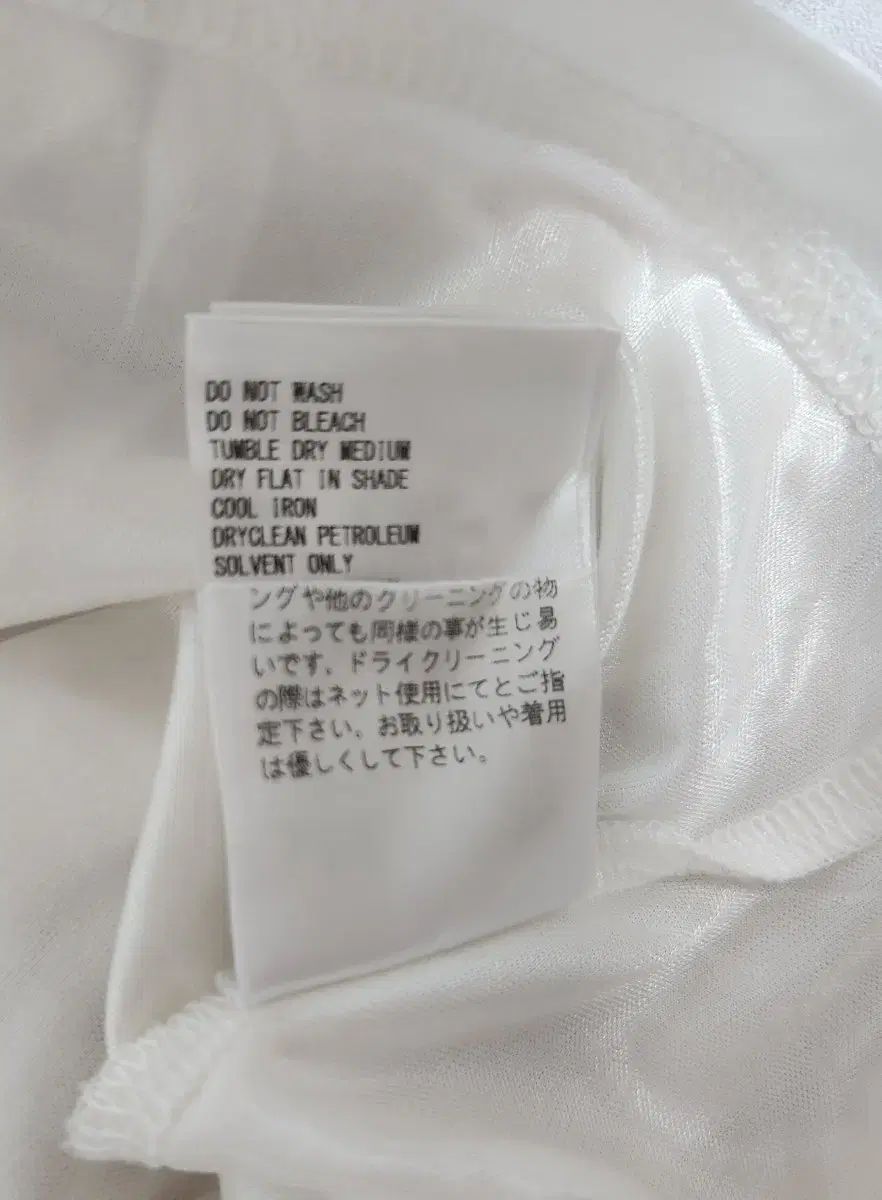 DO NOT WASH
DO NOT BLEACH
TUMBLE DRY MEDIUM
DRY FLAT IN SHADE
COOL IRON
DRYCLEAN PETROLEUM
SOLVENT ONLY
ングや他のクリーニングの物
によっても同様の事が生じ易
いです。ドライクリーニング
の際はネット使用にてとご指
定下さい。お取り扱いや着用
は優しくして下さい。